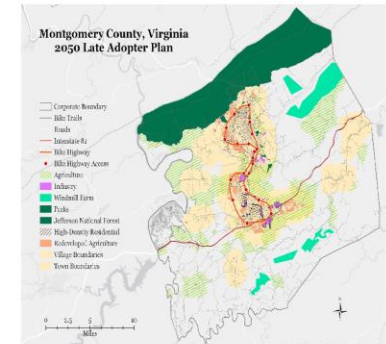 Montgomery County, Virginia
2050 Late Adopter Plan
Corporate Boundary
Bike Trails
Roads
Interstate 81
Bike Highway
Bike Highway Access
Agriculture
Industry
Windmill Farm
Parks
Jefferson National Forest
High-Density Residential
Redeveloped Agriculture
Village Boundaries
Town Boundaries
0 2.5 5 10
Miles